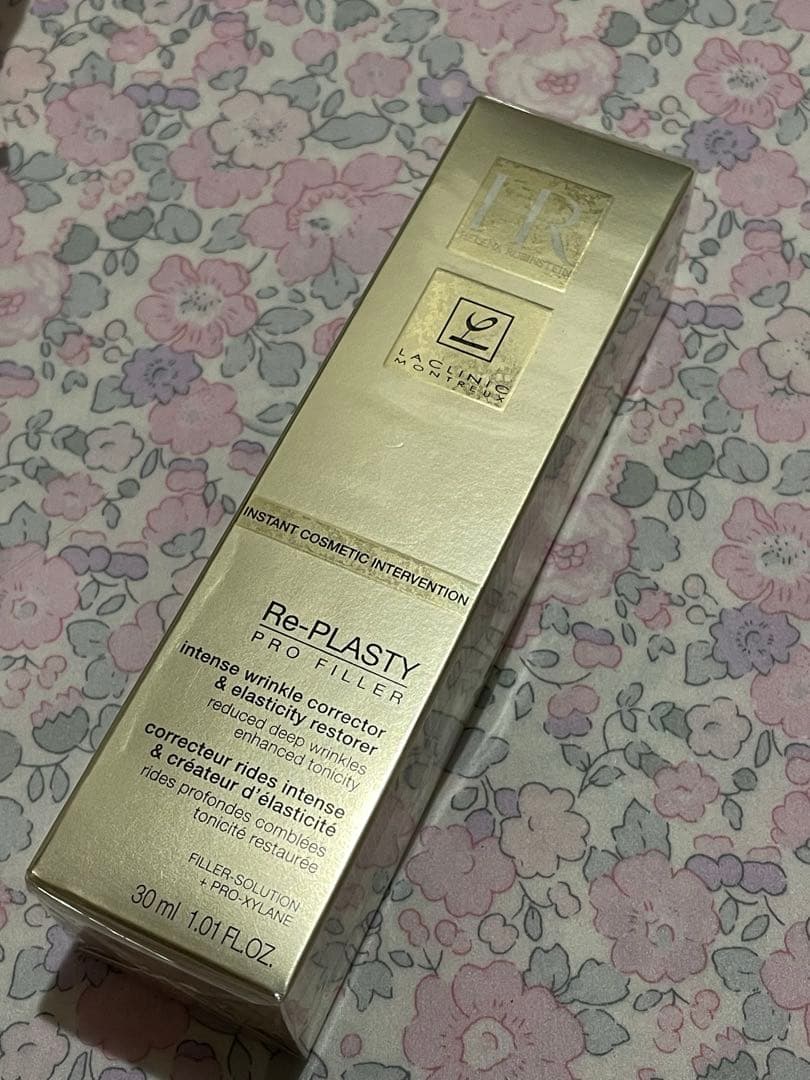 HR
HELENA RUBINSTEIN
LACLINIC
MONTREUX
INSTANT COSMETIC INTERVENTION
Re-PLASTY
PRO FILLER
intense wrinkle corrector
& elasticity restorer
reduced deep wrinkles
enhanced tonicity
correcteur rides intense
& créateur d'élasticité
rides profondes comblées
tonicité restaurée
FILLER-SOLUTION
+ PRO-XYLANE
30 ml 1.01 FL.OZ.